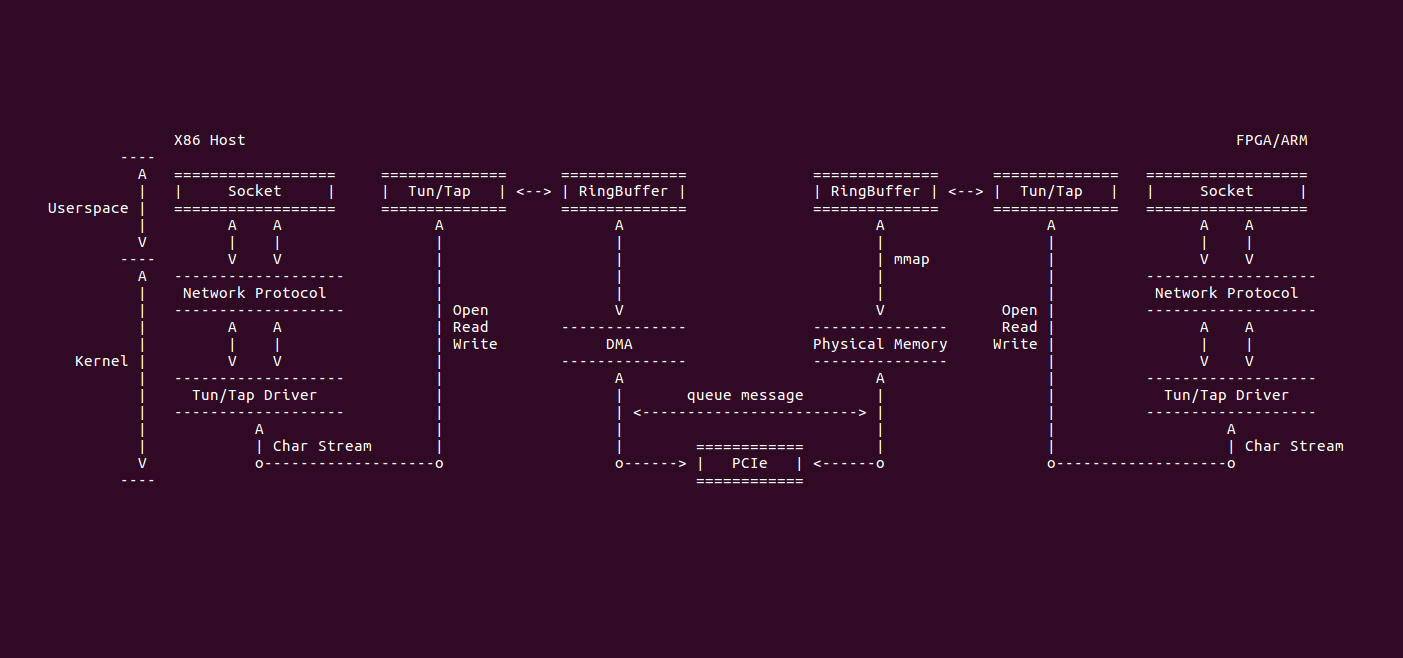 X86 Host FPGA/ARM
---- 
A ================== ============== ============== ============== ============== ==================
| | Socket | | Tun/Tap | <--> | RingBuffer | | RingBuffer | <--> | Tun/Tap | | Socket |
Userspace | ================== ============== ============== ============== ============== ==================
| A A A A A A A A
V | | | | | | | |
---- V V | | | mmap | V V
A ------------------- | | | | -------------------
| Network Protocol | | | | Network Protocol
| ------------------- | Open V V Open | -------------------
| A A | Read -------------- --------------- Read | A A
| | | | Write DMA Physical Memory Write | | |
Kernel | V V | -------------- --------------- | V V
| ------------------- | A A | -------------------
| Tun/Tap Driver | | queue message | | Tun/Tap Driver
| ------------------- | | <-------------------------> | | -------------------
| A | | | | A
| | Char Stream | | ============ | | | Char Stream
V o-------------------o o------> | PCIe | <------o o-------------------o
---- ============